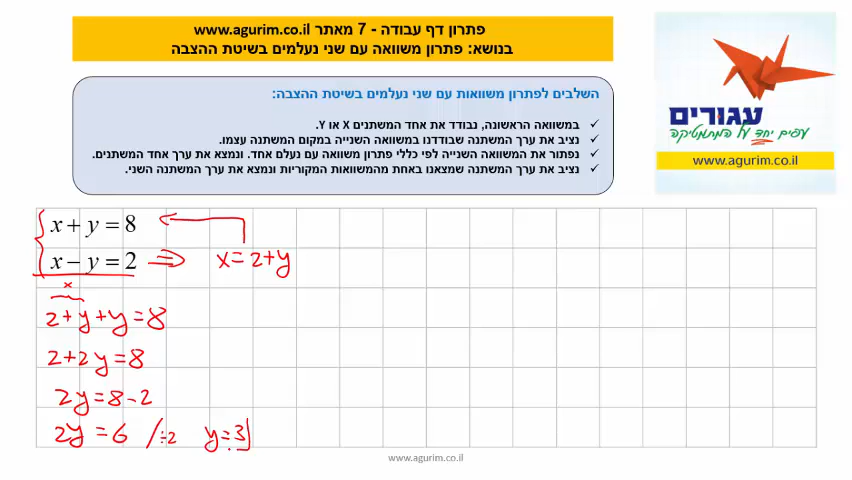 פתרון דף עבודה - 7 מאתר www.agurim.co.il
בנושא: פתרון משוואה עם שני נעלמים בשיטת ההצבה
השלבים לפתרון משוואות עם שני נעלמים בשיטת ההצבה:
✓ במשוואה הראשונה, נבודד את אחד המשתנים X או Y.
✓ נציב את ערך המשתנה שבודדנו במשוואה השנייה במקום המשתנה עצמו.
✓ נפתור את המשוואה השנייה לפי כללי פתרון משוואה עם נעלם אחד. ונמצא את ערך אחד המשתנים.
✓ נציב את ערך המשתנה שמצאנו באחת מהמשוואות המקוריות ונמצא את ערך המשתנה השני.
עגורים
עפים יחד על המתמטיקה
www.agurim.co.il
x + y = 8
x − y = 2 ⇒ x = 2+y
x
2+y+y=8
2+2y=8
2y=8-2
2y=6 /÷2 y=3
www.agurim.co.il